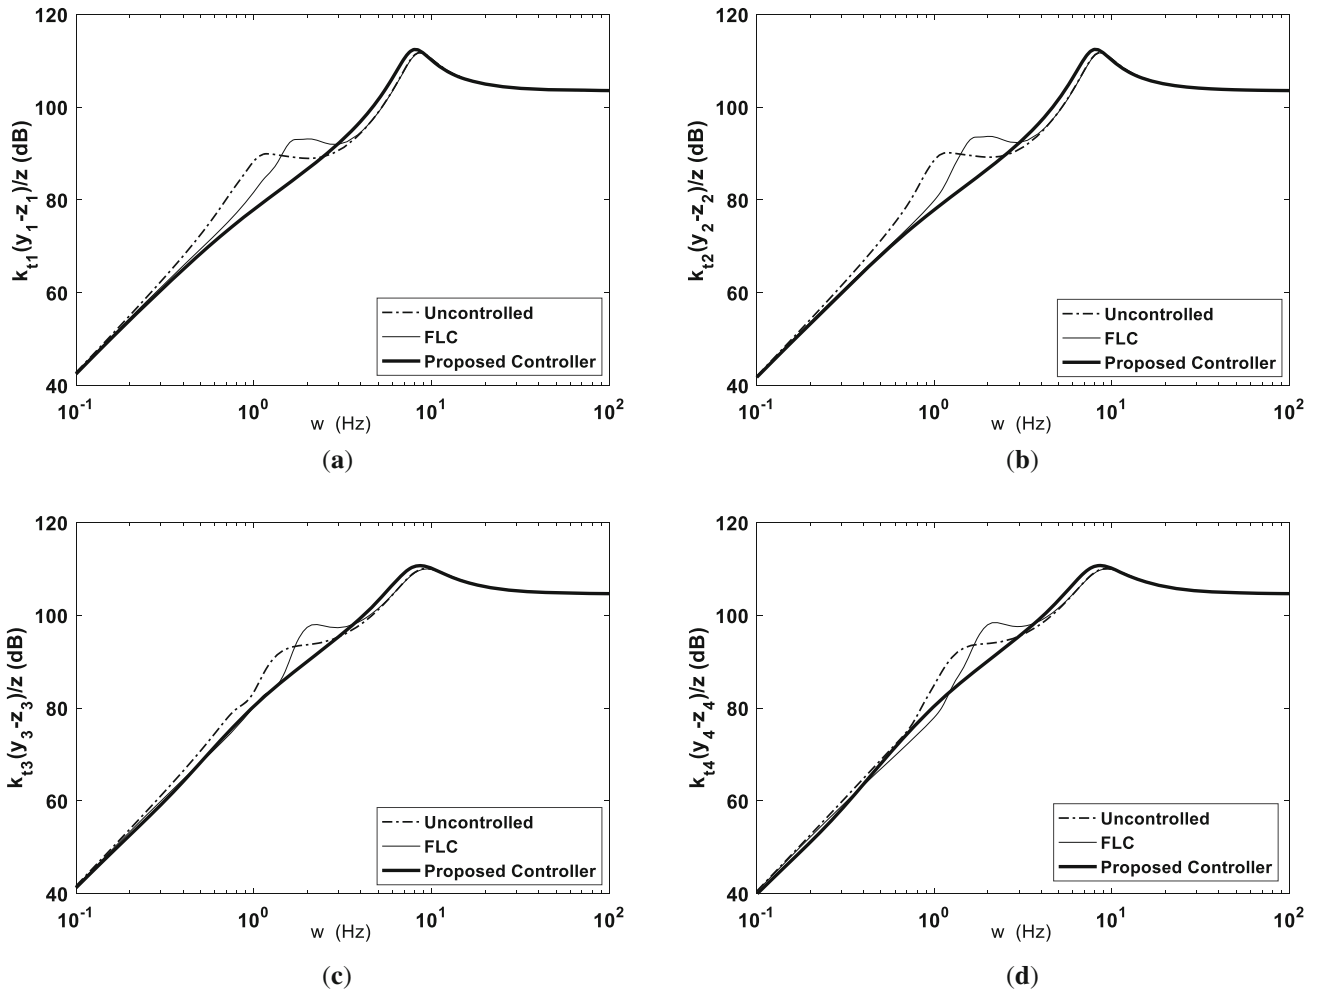 120
100
80
60
40
k_t1(y_1-z_1)/z (dB)
Uncontrolled
FLC
Proposed Controller
10^-1
10^0
10^1
10^2
w (Hz)
(a)
120
100
80
60
40
k_t2(y_2-z_2)/z (dB)
Uncontrolled
FLC
Proposed Controller
10^-1
10^0
10^1
10^2
w (Hz)
(b)
120
100
80
60
40
k_t3(y_3-z_3)/z (dB)
Uncontrolled
FLC
Proposed Controller
10^-1
10^0
10^1
10^2
w (Hz)
(c)
120
100
80
60
40
k_t4(y_4-z_4)/z (dB)
Uncontrolled
FLC
Proposed Controller
10^-1
10^0
10^1
10^2
w (Hz)
(d)